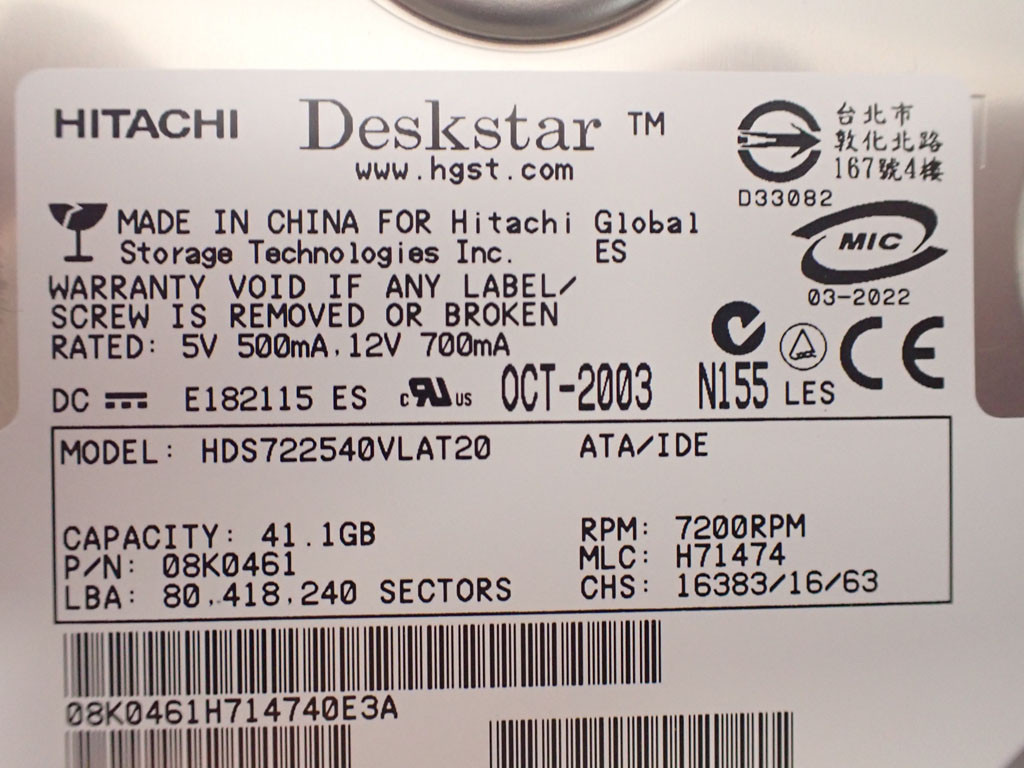 HITACHI Deskstar ™
www.hgst.com
台北市
敦化北路
167號4樓
D33082
MADE IN CHINA FOR Hitachi Global
Storage Technologies Inc. ES
MIC
03-2022
WARRANTY VOID IF ANY LABEL/
SCREW IS REMOVED OR BROKEN
RATED: 5V 500mA, 12V 700mA
DC E182115 ES c RU US OCT-2003 N155 LES CE
MODEL: HDS722540VLAT20 ATA/IDE
CAPACITY: 41.1GB RPM: 7200RPM
P/N: 08K0461 MLC: H71474
LBA: 80,418,240 SECTORS CHS: 16383/16/63
08K0461H714740E3A